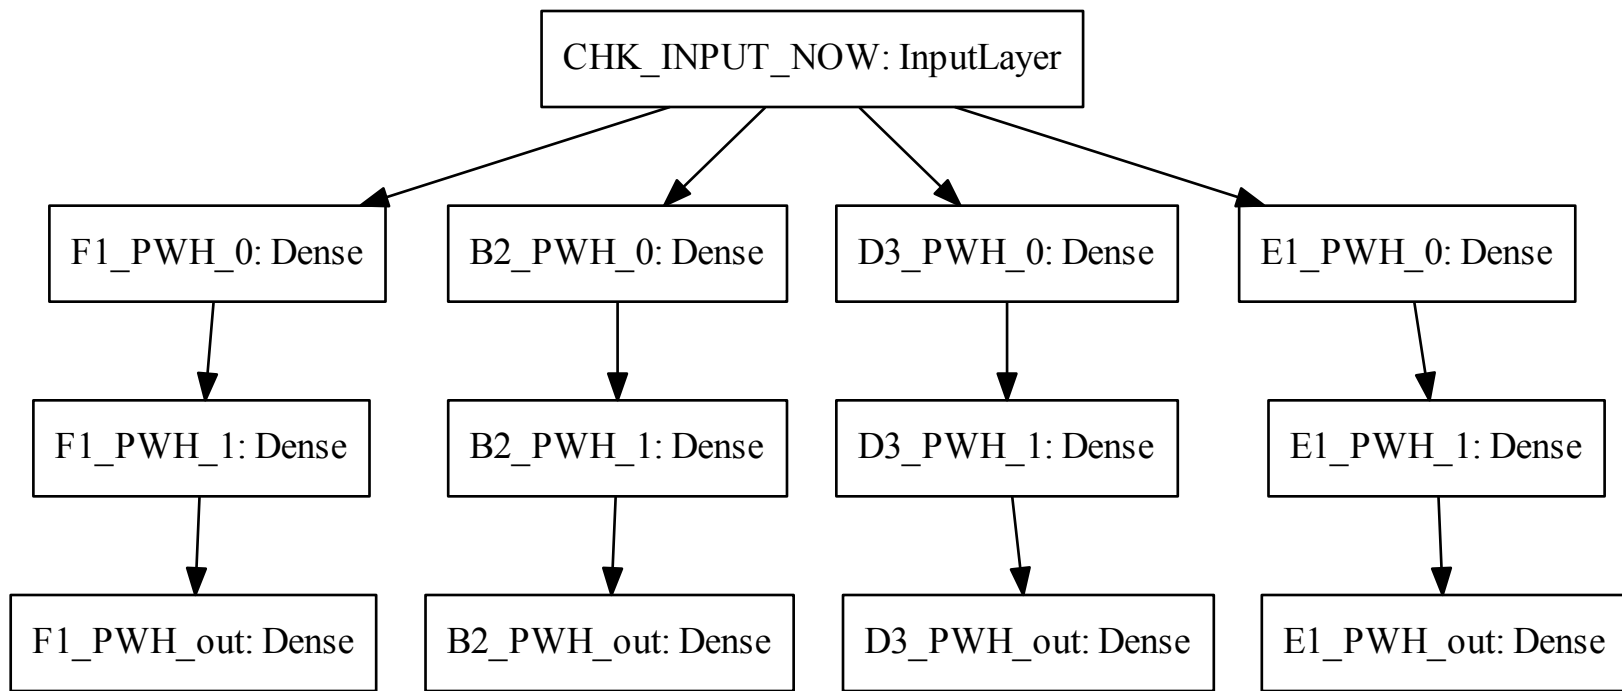 CHK_INPUT_NOW: InputLayer
F1_PWH_0: Dense
B2_PWH_0: Dense
D3_PWH_0: Dense
E1_PWH_0: Dense
F1_PWH_1: Dense
B2_PWH_1: Dense
D3_PWH_1: Dense
E1_PWH_1: Dense
F1_PWH_out: Dense
B2_PWH_out: Dense
D3_PWH_out: Dense
E1_PWH_out: Dense